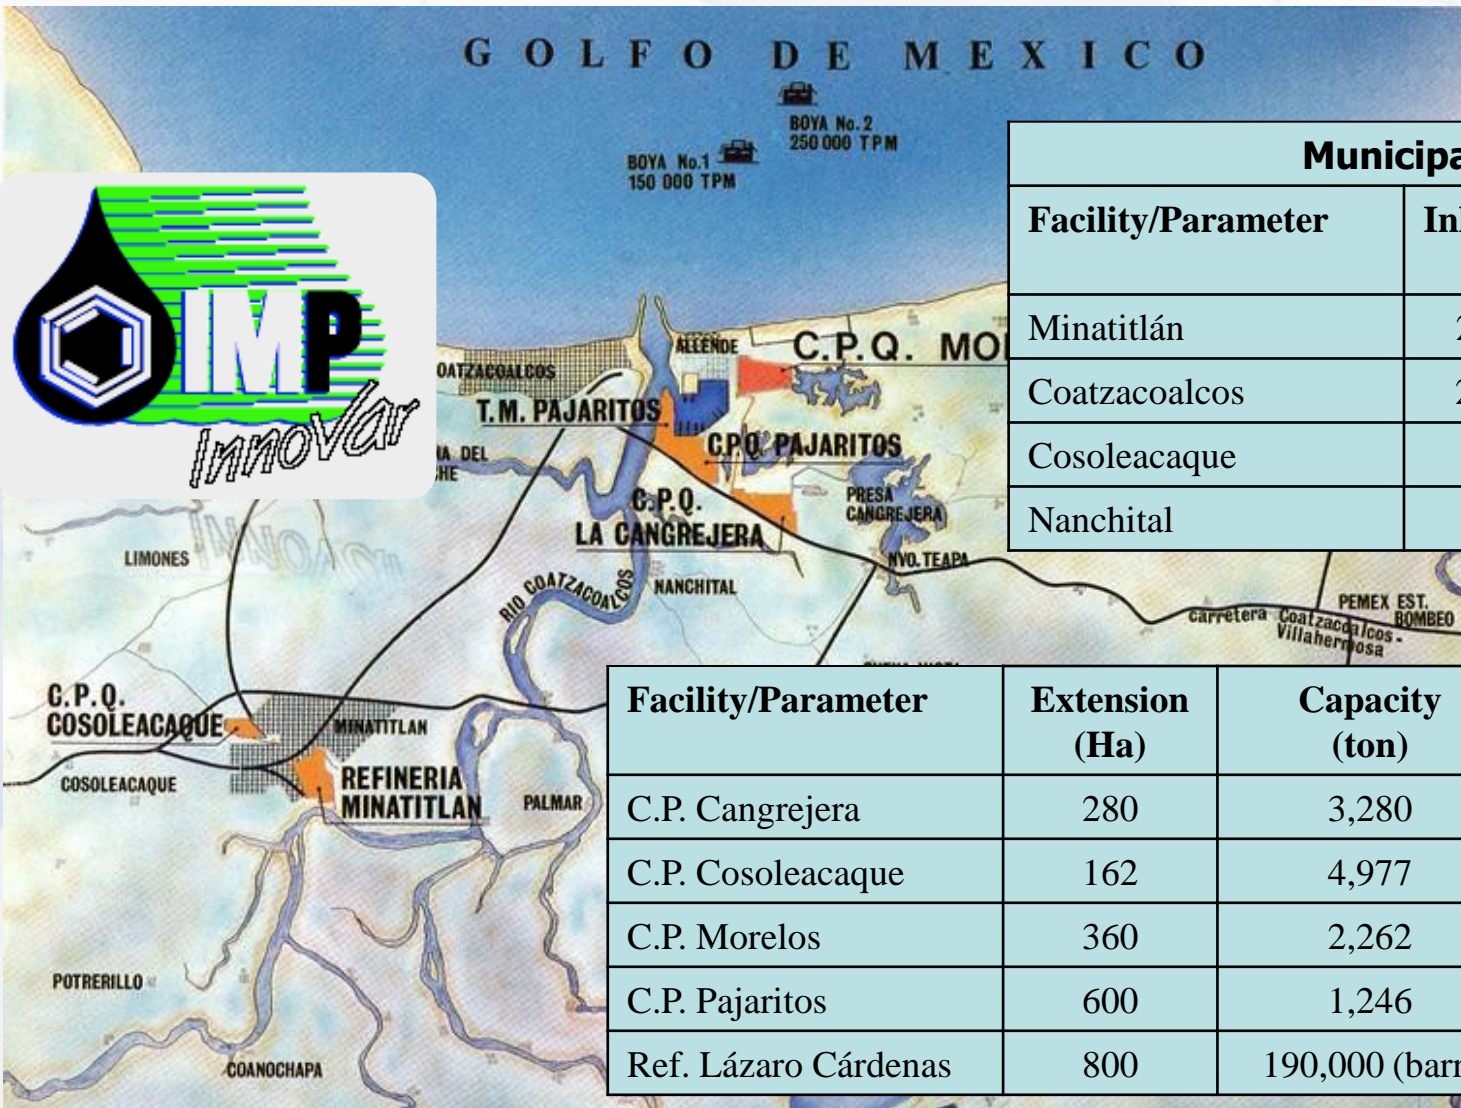 GOLFO DE MEXICO
BOYA No. 2
250 000 TPM
BOYA No.1
150 000 TPM
Municipa
Facility/Parameter
Minatitlán 2
Coatzacoalcos 2
Cosoleacaque
Nanchital
IMP
InnoVar
ALLENDE
C.P.Q. MO
OATZACOALCOS
T.M. PAJARITOS
C.P.Q. PAJARITOS
DEL
C.P.Q.
LA CANGREJERA
PRESA
CANGREJERA
LIMONES
NVO. TEAPA
NANCHITAL
RIO COATZACOALCOS
PEMEX EST.
BOMBEO
carretera Coatzacoalcos -
Villahermosa
C.P.Q.
COSOLEACAQUE
MINATITLAN
COSOLEACAQUE
REFINERIA
MINATITLAN
PALMAR
POTRERILLO
COANOCHAPA
Facility/Parameter Extension (Ha) Capacity (ton)
C.P. Cangrejera 280 3,280
C.P. Cosoleacaque 162 4,977
C.P. Morelos 360 2,262
C.P. Pajaritos 600 1,246
Ref. Lázaro Cárdenas 800 190,000 (barr